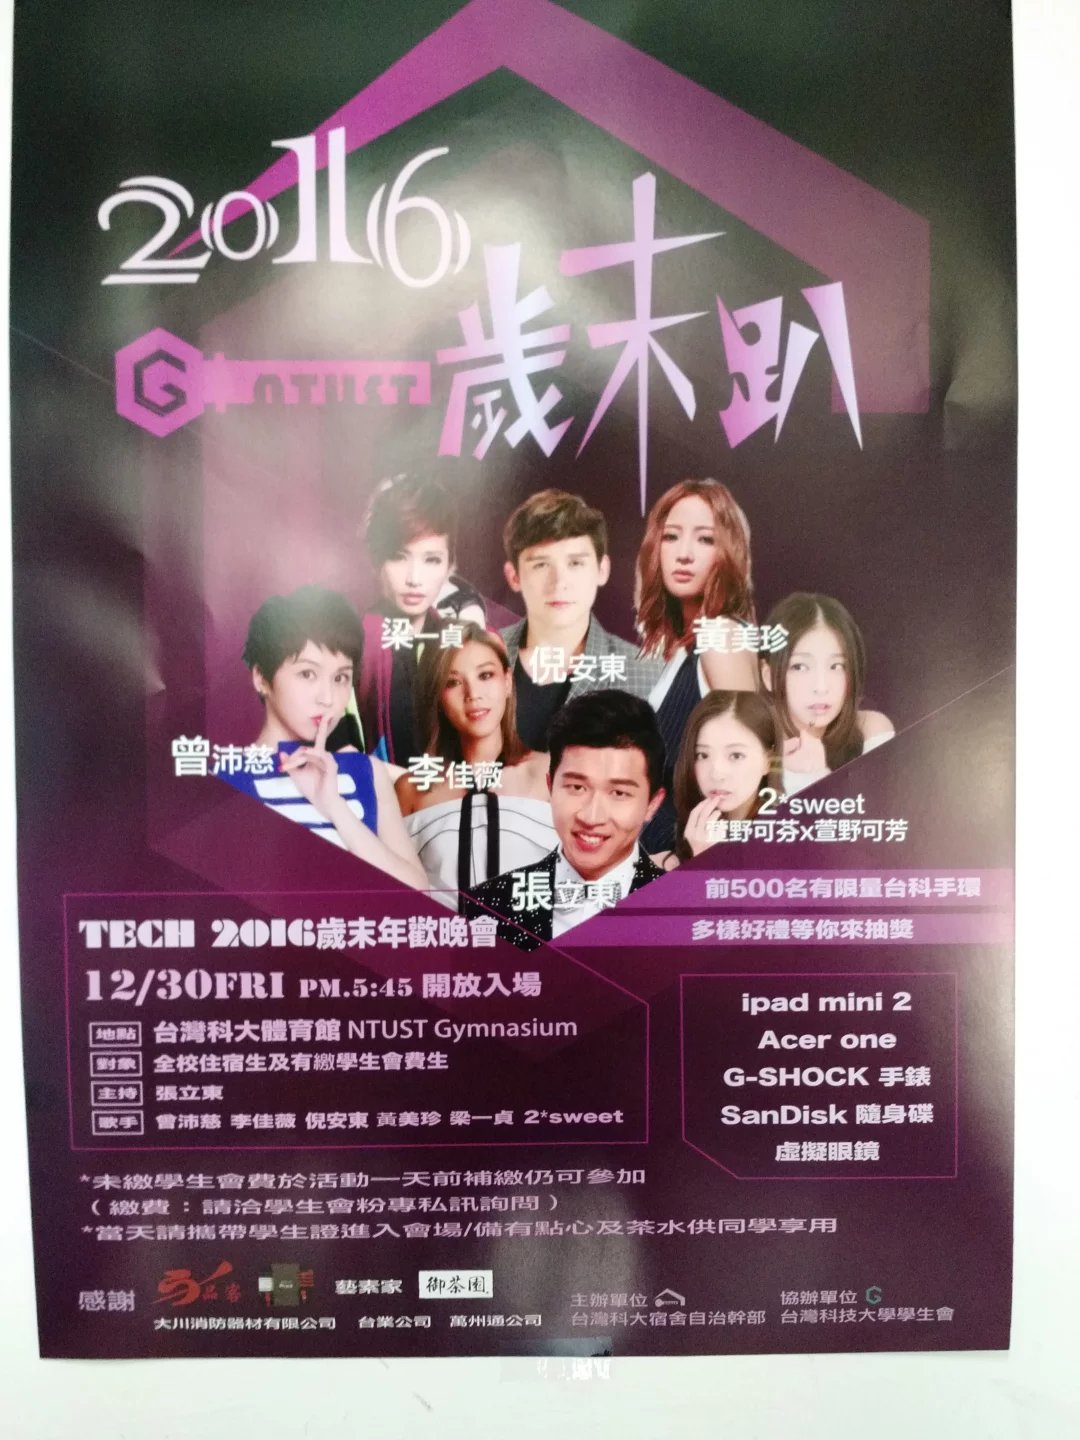 2016
歲末趴
G
NTUST
梁一貞
倪安東
黃美珍
曾沛慈
李佳薇
2*sweet
萱野可芬x萱野可芳
張立東
前500名有限量台科手環
多樣好禮等你來抽獎
TECH 2016歲末年歡晚會
12/30FRI PM.5:45 開放入場
地點 台灣科大體育館 NTUST Gymnasium
對象 全校住宿生及有繳學生會費生
主持 張立東
歌手 曾沛慈 李佳薇 倪安東 黃美珍 梁一貞 2*sweet
ipad mini 2
Acer one
G-SHOCK 手錶
SanDisk 隨身碟
虛擬眼鏡
*未繳學生會費於活動一天前補繳仍可參加
（繳費：請洽學生會粉專私訊詢問）
*當天請攜帶學生證進入會場/備有點心及茶水供同學享用
感謝
藝素家 御茶園
大川消防器材有限公司 台業公司 萬州通公司
主辦單位
台灣科大宿舍自治幹部
協辦單位 G
台灣科技大學學生會